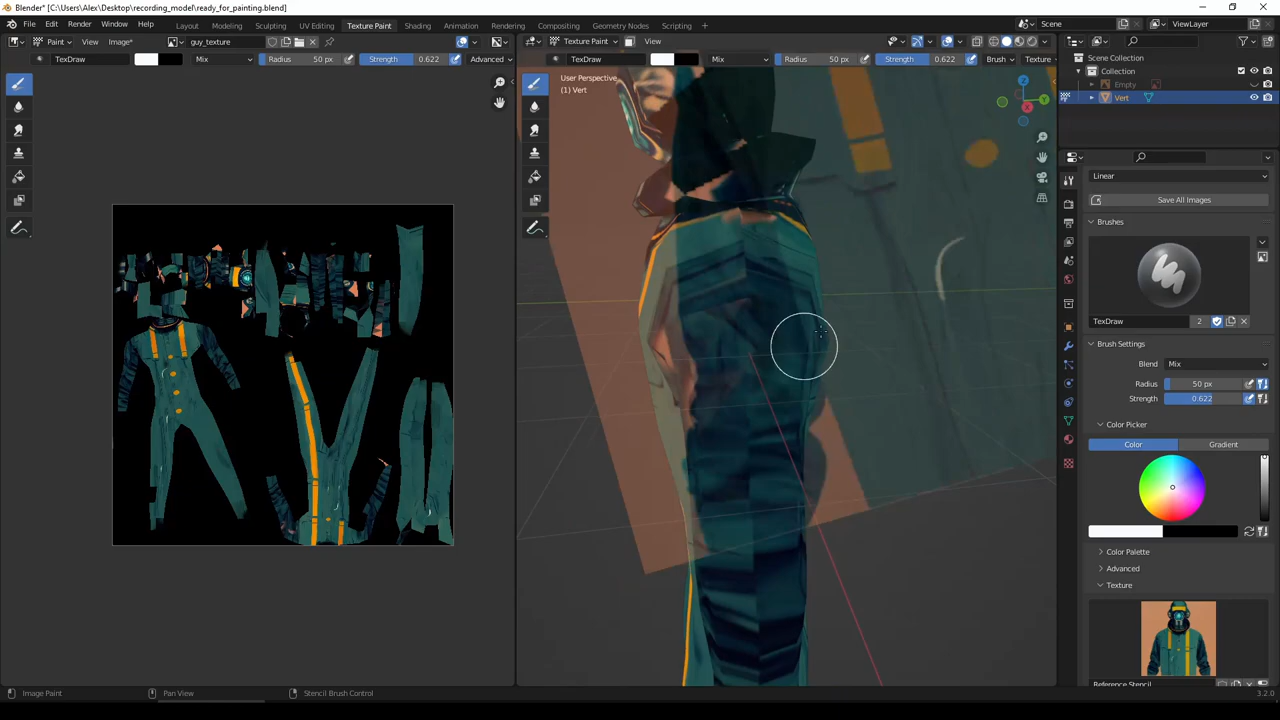 Blender* [C:\Users\Alex\Desktop\recording_model\ready_for_painting.blend]
File Edit Render Window Help Layout Modeling Sculpting UV Editing Texture Paint Shading Animation Rendering Compositing Geometry Nodes Scripting + Scene ViewLayer
Paint View Image* guy_texture Texture Paint View
TexDraw Mix Radius 50 px Strength 0.622 Advanced TexDraw Mix Radius 50 px Strength 0.622 Brush Texture
Scene Collection
Collection
Empty
Vert
User Perspective
(1) Vert
Z
Y
X
Linear
Save All Images
Brushes
TexDraw 2
Brush Settings
Blend Mix
Radius 50 px
Strength 0.622
Color Picker
Color Gradient
Color Palette
Advanced
Texture
Reference Stencil
Image Paint Pan View Stencil Brush Control 3.2.0